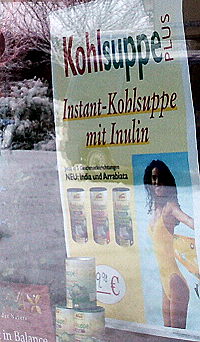 Kohlsuppe
PLUS
Instant-Kohlsuppe
mit Inulin
NEU: India und Arrabiata
€
in Balance